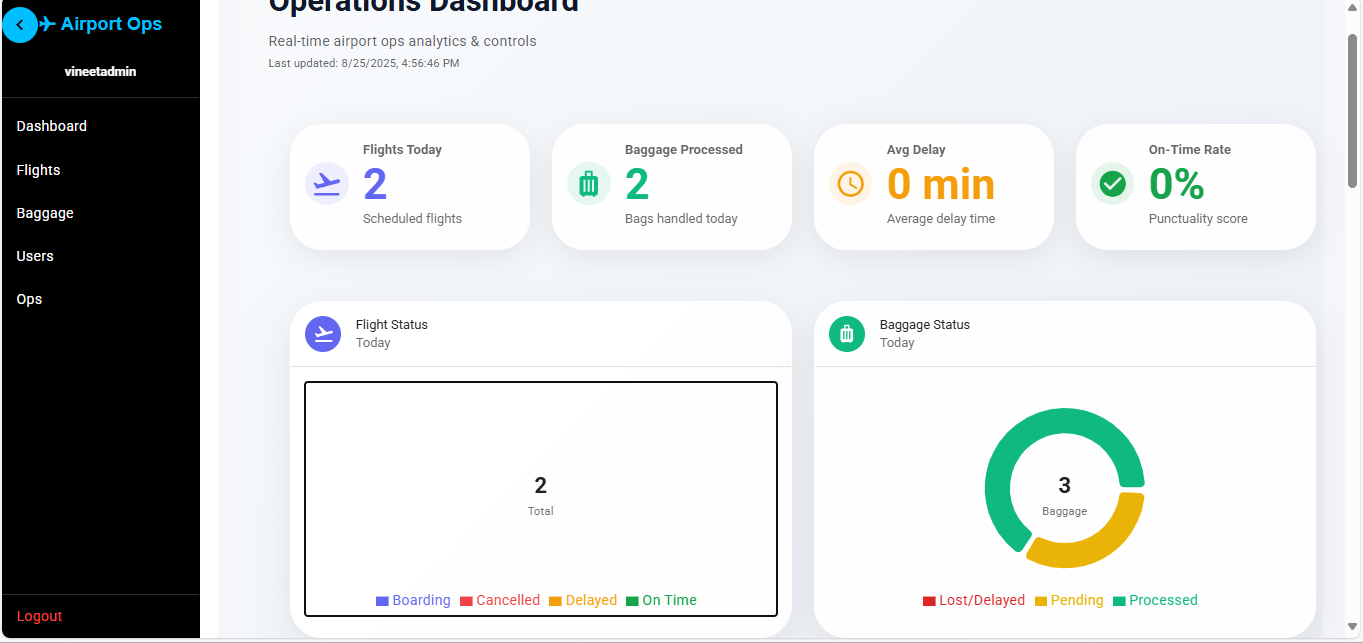 Airport Ops
vineetadmin
Dashboard
Flights
Baggage
Users
Ops
Logout
Operations Dashboard
Real-time airport ops analytics & controls
Last updated: 8/25/2025, 4:56:46 PM
Flights Today
2
Scheduled flights
Baggage Processed
2
Bags handled today
Avg Delay
0 min
Average delay time
On-Time Rate
0%
Punctuality score
Flight Status
Today
2
Total
Boarding Cancelled Delayed On Time
Baggage Status
Today
3
Baggage
Lost/Delayed Pending Processed